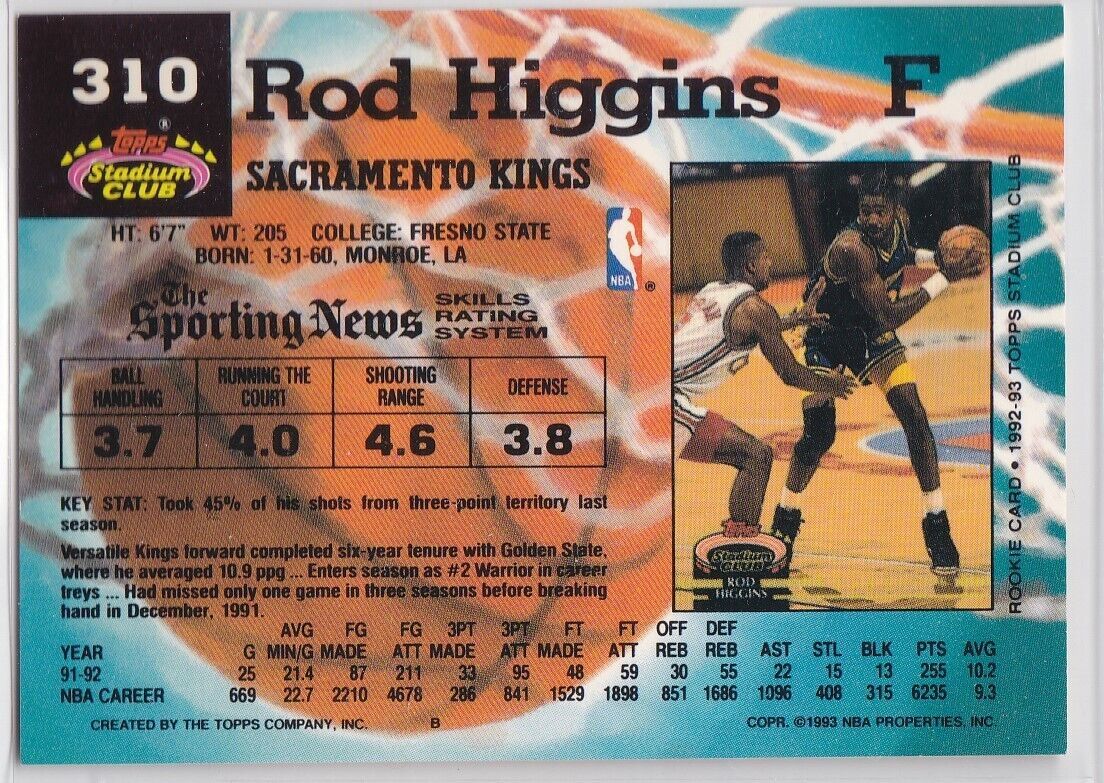 310
Rod Higgins F
Topps®
Stadium
CLUB
SACRAMENTO KINGS
HT: 6'7" WT: 205 COLLEGE: FRESNO STATE
BORN: 1-31-60, MONROE, LA
NBA ®
The
Sporting News
SKILLS
RATING
SYSTEM
BALL HANDLING RUNNING THE COURT SHOOTING RANGE DEFENSE
3.7 4.0 4.6 3.8
KEY STAT: Took 45% of his shots from three-point territory last
season.
Versatile Kings forward completed six-year tenure with Golden State,
where he averaged 10.9 ppg ... Enters season as #2 Warrior in career
treys ... Had missed only one game in three seasons before breaking
hand in December, 1991.
Stadium
CLUB
ROD
HIGGINS
ROOKIE CARD • 1992-93 TOPPS STADIUM CLUB
AVG FG FG 3PT 3PT FT FT OFF DEF
YEAR G MIN/G MADE ATT MADE ATT MADE ATT REB REB AST STL BLK PTS AVG
91-92 25 21.4 87 211 33 95 48 59 30 55 22 15 13 255 10.2
NBA CAREER 669 22.7 2210 4678 286 841 1529 1898 851 1686 1096 408 315 6235 9.3
CREATED BY THE TOPPS COMPANY, INC. B COPR. ©1993 NBA PROPERTIES, INC.